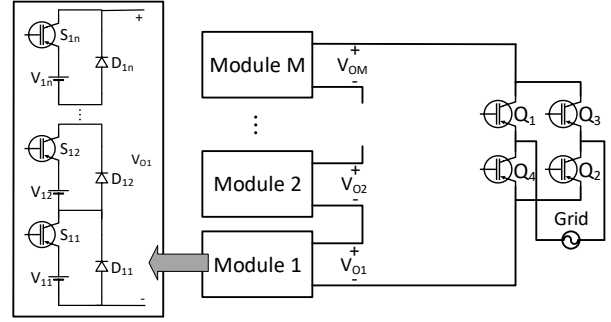 S1n
+
V1n
D1n
S12
VO1
V12
D12
S11
V11
D11
-
Module M
+
VOM
-
Module 2
+
VO2
-
Module 1
+
VO1
-
Q1
Q3
Q4
Q2
Grid